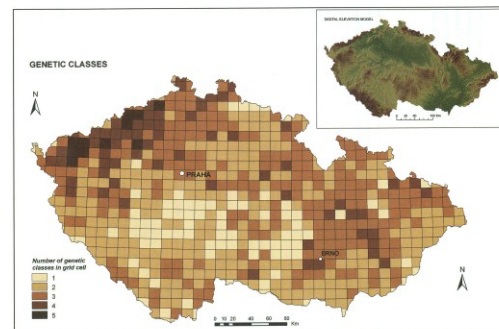 DIGITAL ELEVATION MODEL
GENETIC CLASSES
N
N
PRAHA
BRNO
Number of genetic
classes in grid cell
1
2
3
4
5
N
0 10 20 40 60 80
Km